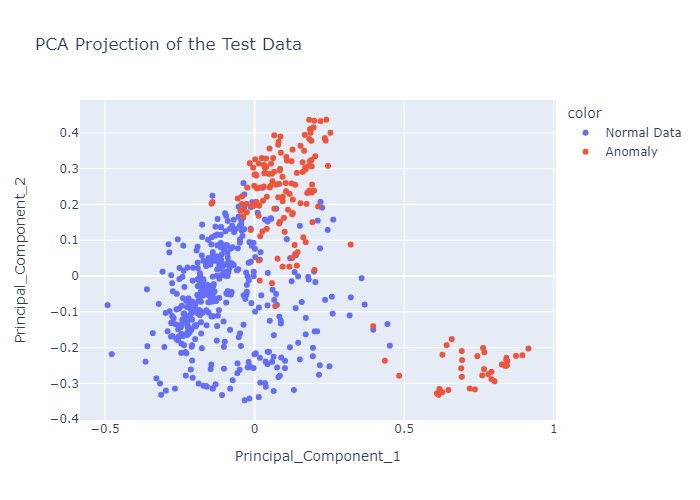 PCA Projection of the Test Data
color
Normal Data
Anomaly
0.4
0.3
0.2
0.1
0
−0.1
−0.2
−0.3
−0.4
−0.5
0
0.5
1
Principal_Component_1
Principal_Component_2